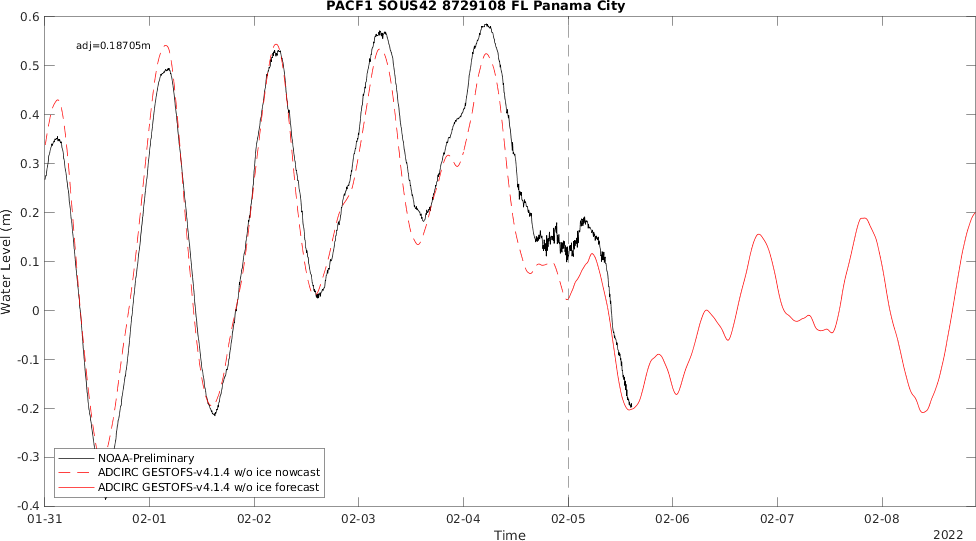 PACF1 SOUS42 8729108 FL Panama City
adj=0.18705m
Water Level (m)
0.6
0.5
0.4
0.3
0.2
0.1
0
-0.1
-0.2
-0.3
-0.4
NOAA-Preliminary
ADCIRC GESTOFS-v4.1.4 w/o ice nowcast
ADCIRC GESTOFS-v4.1.4 w/o ice forecast
01-31 02-01 02-02 02-03 02-04 02-05 02-06 02-07 02-08
Time
2022